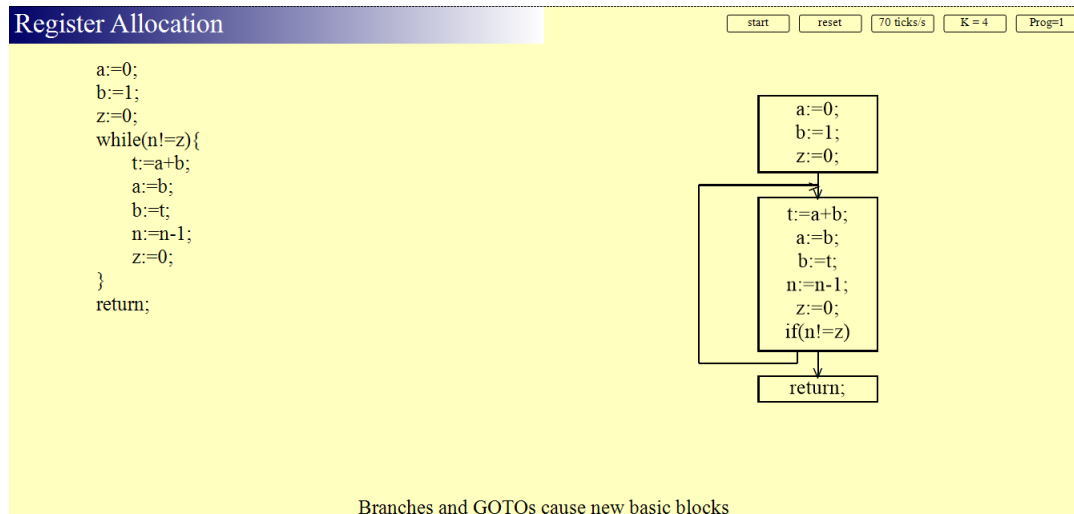 Register Allocation
start
reset
70 ticks/s
K = 4
Prog=1
a:=0;
b:=1;
z:=0;
while(n!=z){
t:=a+b;
a:=b;
b:=t;
n:=n-1;
z:=0;
}
return;
a:=0;
b:=1;
z:=0;
t:=a+b;
a:=b;
b:=t;
n:=n-1;
z:=0;
if(n!=z)
return;
Branches and GOTOs cause new basic blocks